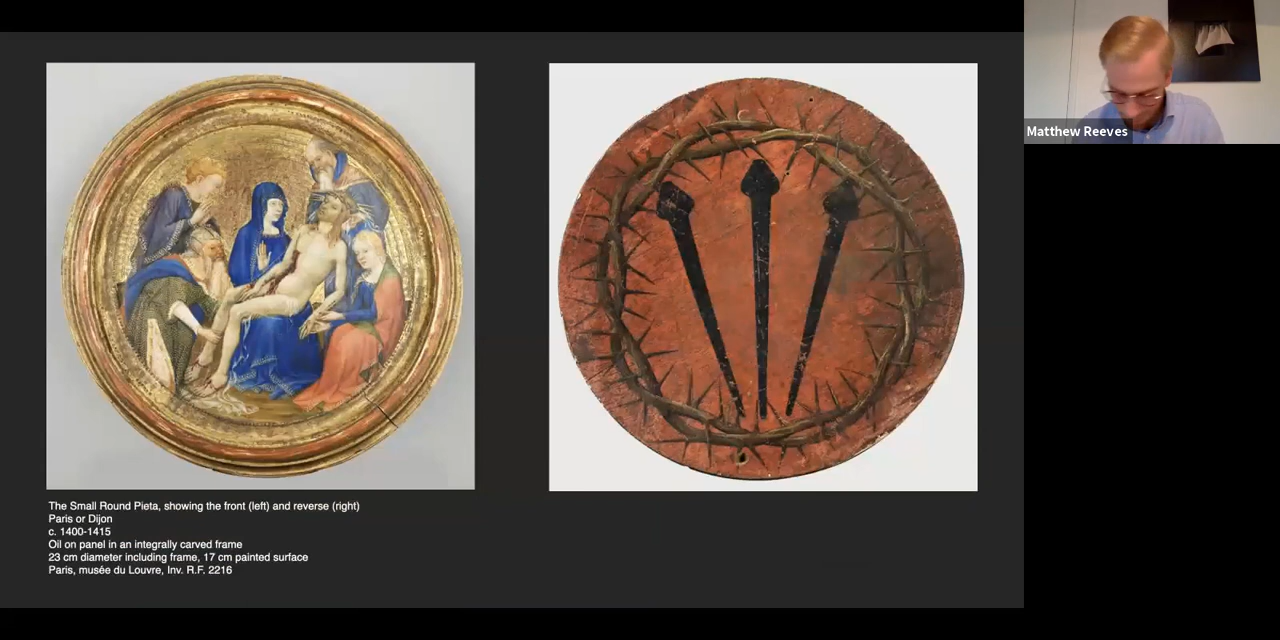 Matthew Reeves
The Small Round Pieta, showing the front (left) and reverse (right)
Paris or Dijon
c. 1400-1415
Oil on panel in an integrally carved frame
23 cm diameter including frame, 17 cm painted surface
Paris, musée du Louvre, Inv. R.F. 2216